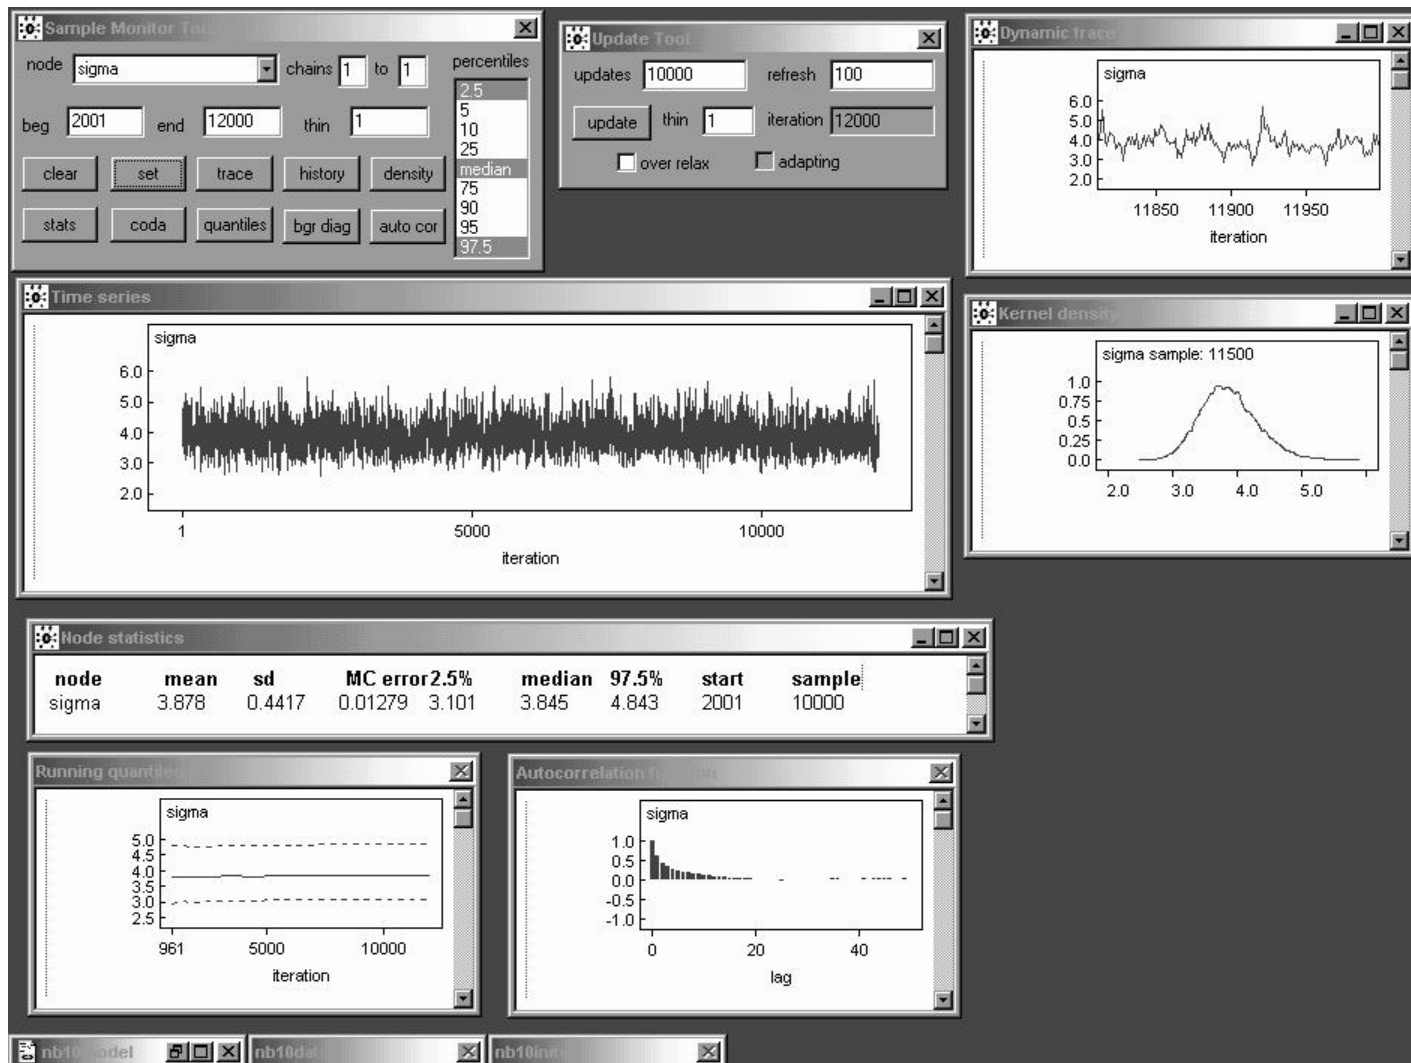 Sample Monitor Tool
node sigma chains 1 to 1 percentiles
2.5
5
10
25
median
75
90
95
97.5
beg 2001 end 12000 thin 1
clear set trace history density
stats coda quantiles bgr diag auto cor
Update Tool
updates 10000 refresh 100
update thin 1 iteration 12000
over relax adapting
Dynamic trace
sigma
6.0
5.0
4.0
3.0
2.0
11850 11900 11950
iteration
Time series
sigma
6.0
5.0
4.0
3.0
2.0
1 5000 10000
iteration
Kernel density
sigma sample: 11500
1.0
0.75
0.5
0.25
0.0
2.0 3.0 4.0 5.0
Node statistics
node mean sd MC error 2.5% median 97.5% start sample
sigma 3.878 0.4417 0.01279 3.101 3.845 4.843 2001 10000
Running quantiles
sigma
5.0
4.5
4.0
3.5
3.0
2.5
961 5000 10000
iteration
Autocorrelation function
sigma
1.0
0.5
0.0
-0.5
-1.0
0 20 40
lag
nb10model nb10dat nb10init